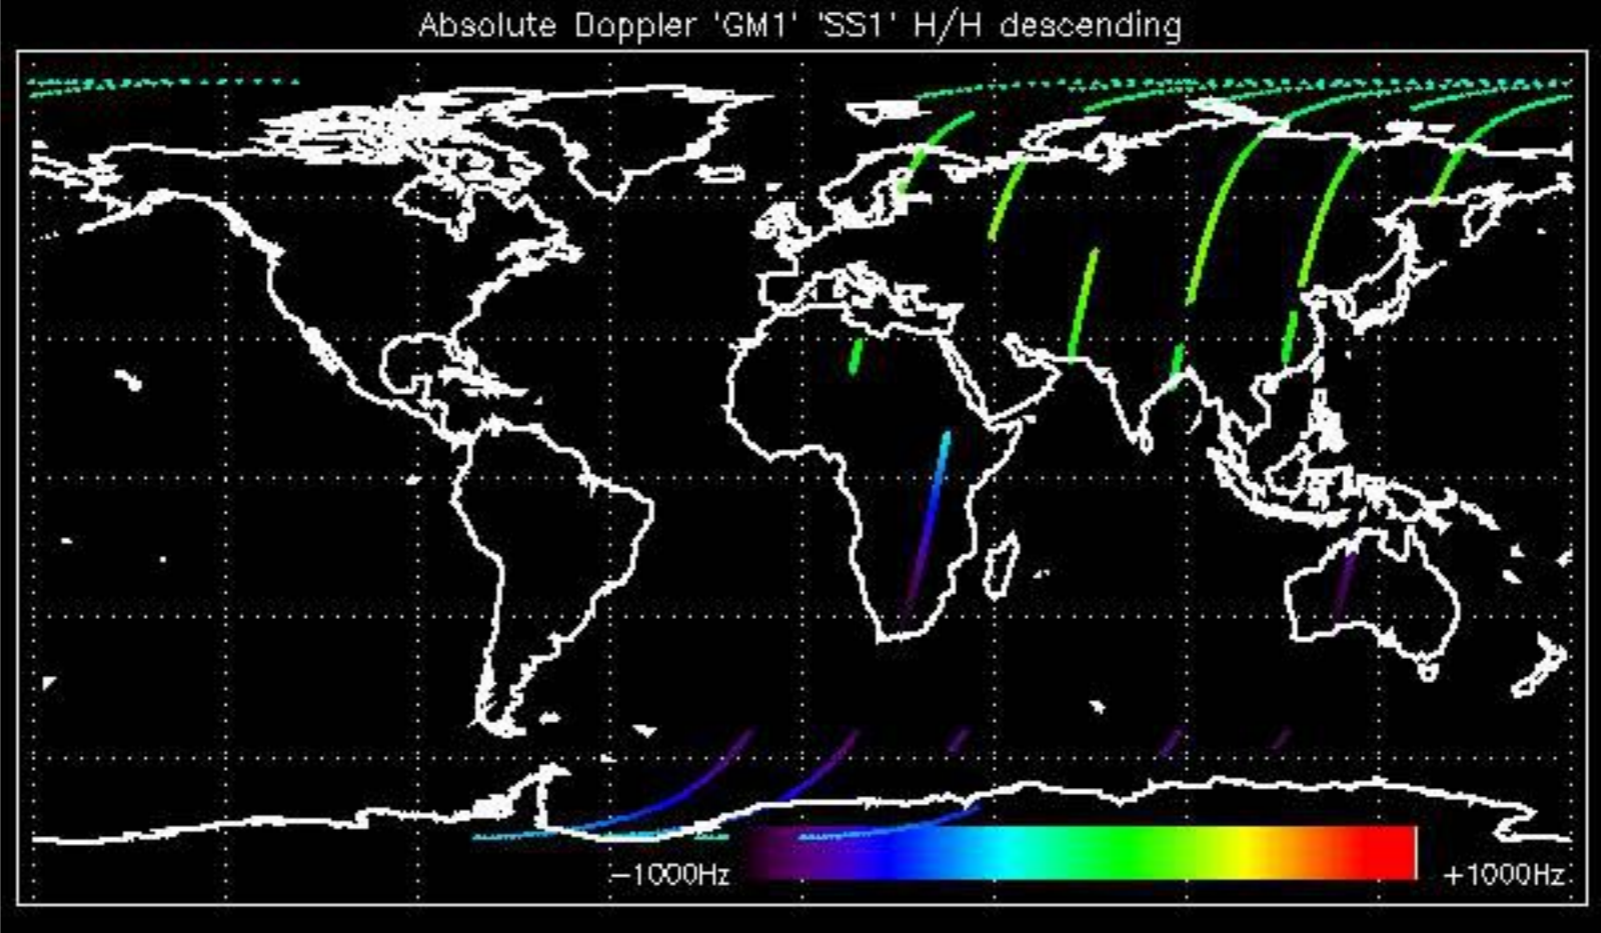 Absolute Doppler 'GM1' 'SS1' H/H descending
−1000Hz
+1000Hz